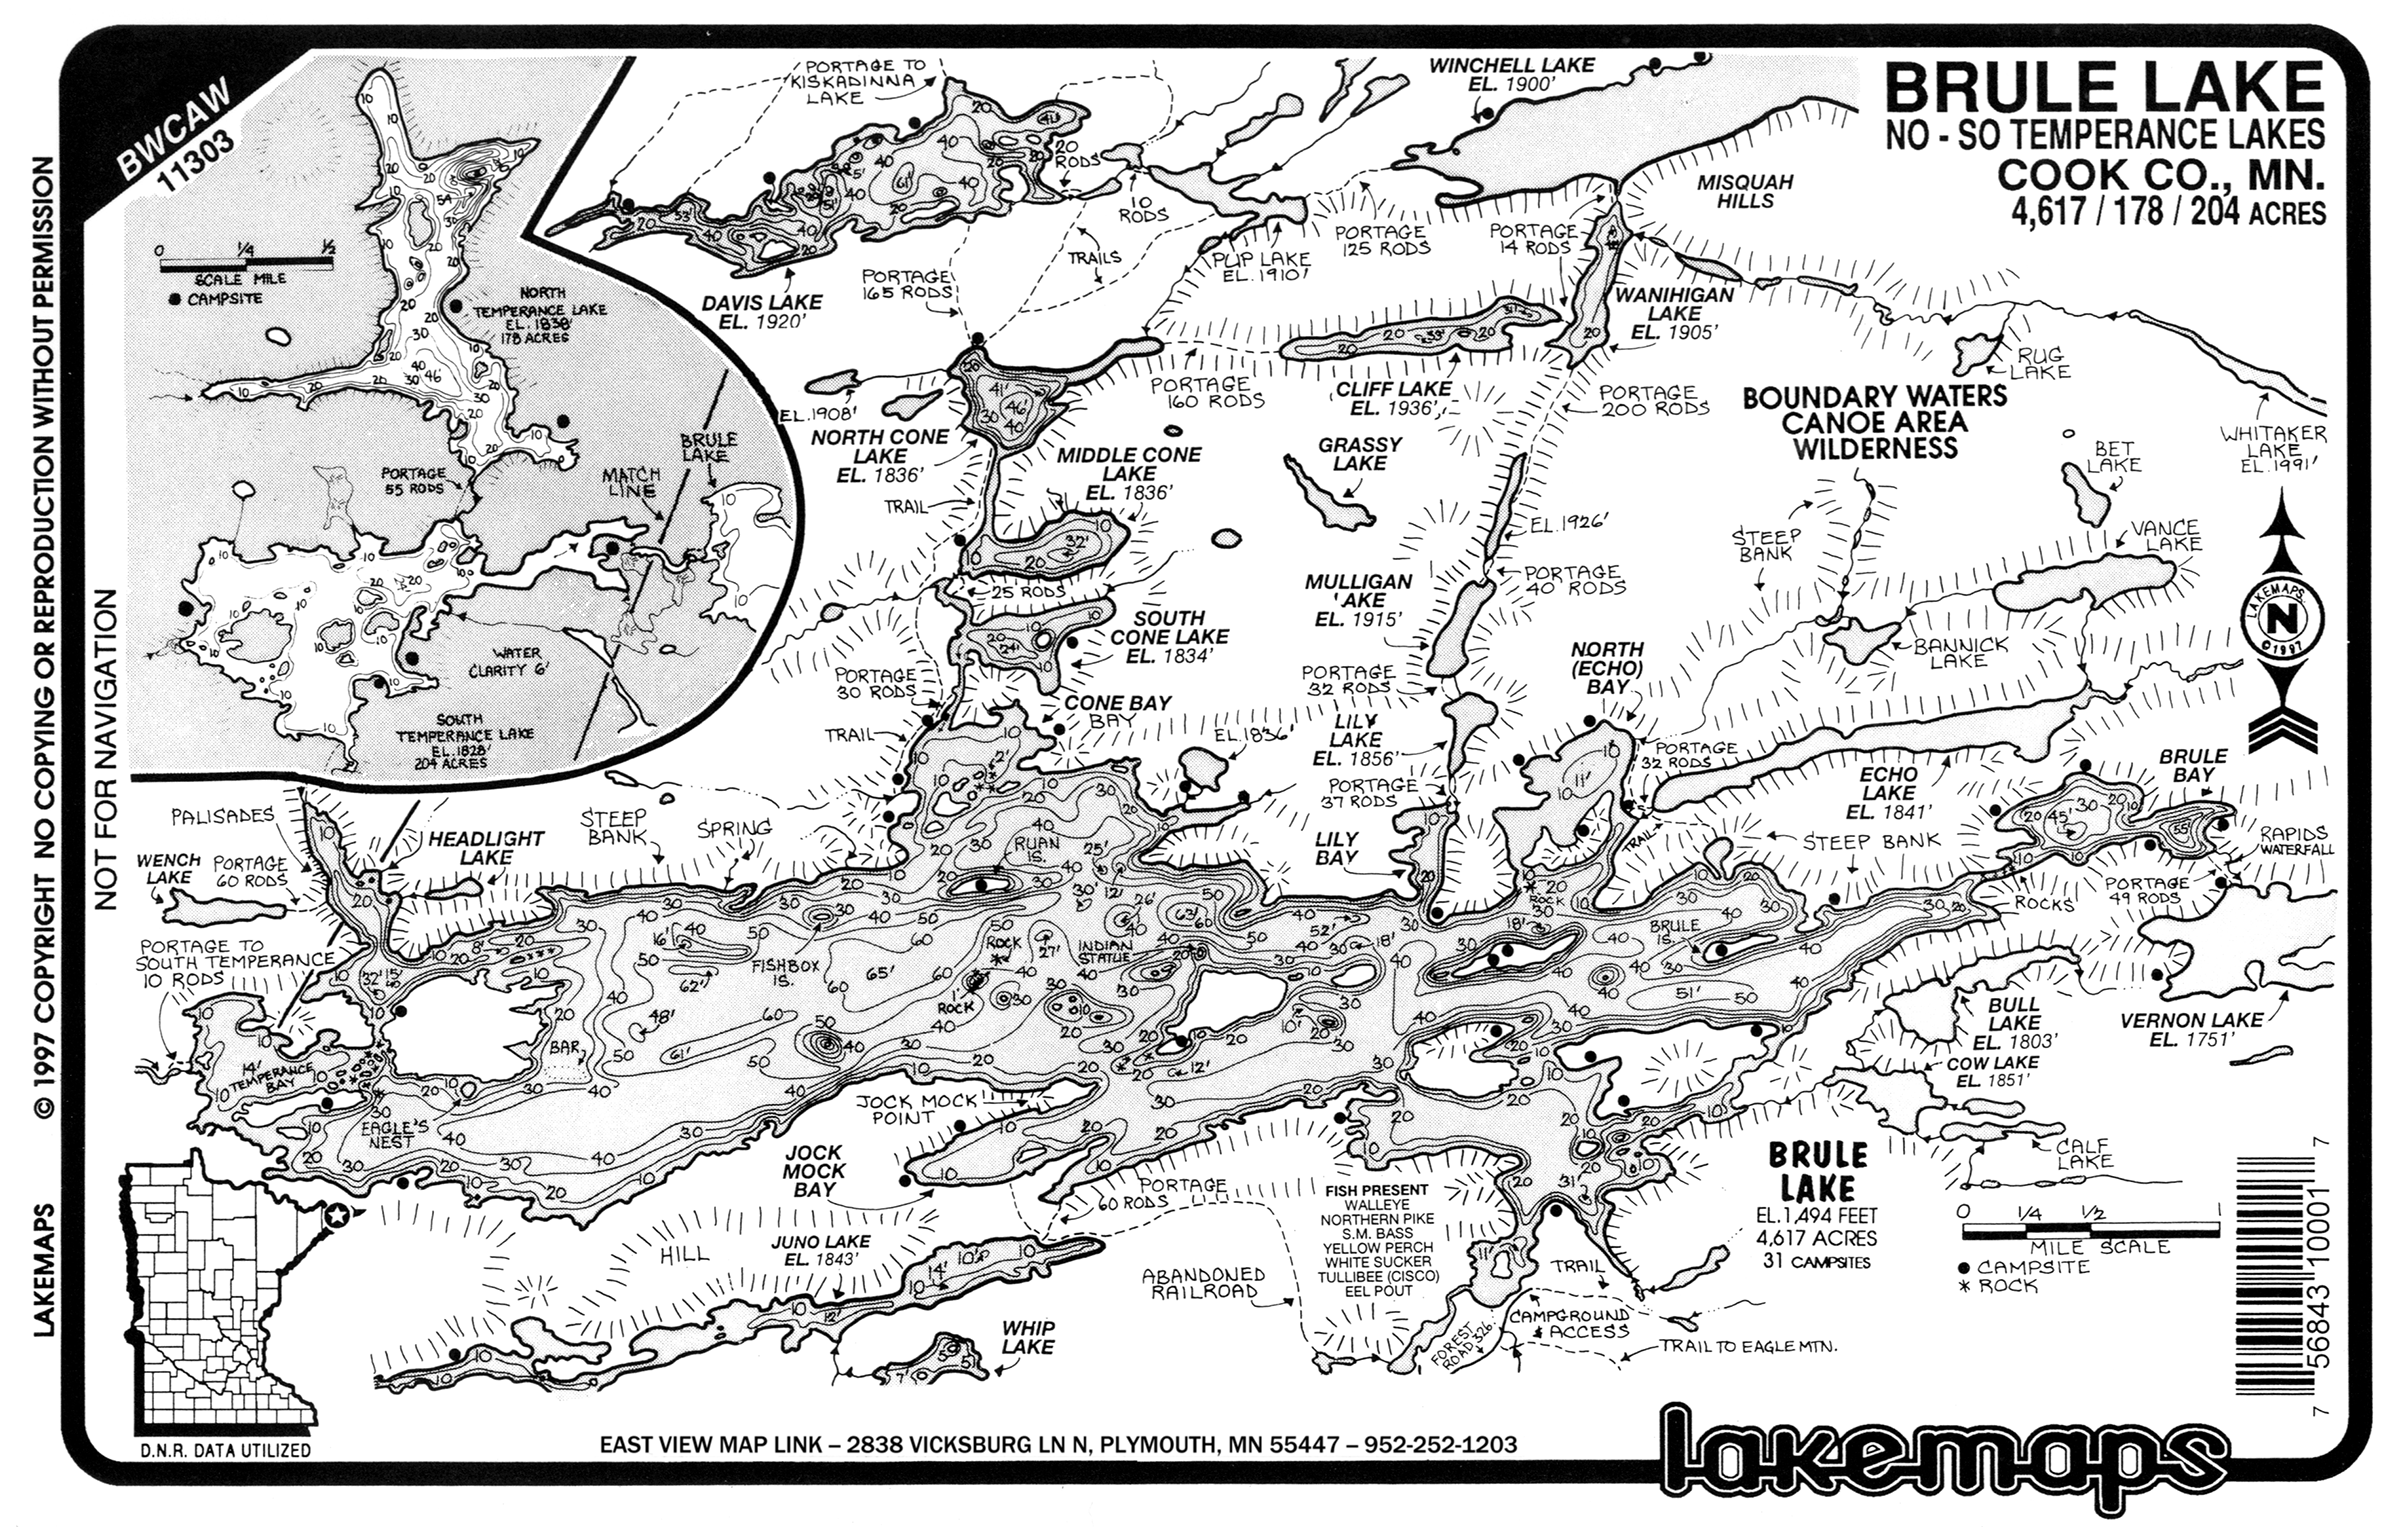 BRULE LAKE
NO - SO TEMPERANCE LAKES
COOK CO., MN.
4,617 / 178 / 204 ACRES
BWCAW
11303
© 1997 COPYRIGHT NO COPYING OR REPRODUCTION WITHOUT PERMISSION
LAKEMAPS
NOT FOR NAVIGATION
0 1/4 1/2
SCALE MILE
CAMPSITE
NORTH
TEMPERANCE LAKE
EL. 1838'
178 ACRES
PORTAGE
55 RODS
MATCH
LINE
BRULE
LAKE
WATER
CLARITY 6'
SOUTH
TEMPERANCE LAKE
EL. 1828'
204 ACRES
PORTAGE TO
KISKADINNA
LAKE
20
RODS
10
RODS
DAVIS LAKE
EL. 1920'
PORTAGE
165 RODS
TRAILS
PUP LAKE
EL. 1910'
WINCHELL LAKE
EL. 1900'
PORTAGE
125 RODS
PORTAGE
14 RODS
MISQUAH
HILLS
WANIHIGAN
LAKE
EL. 1905'
RUG
LAKE
WHITAKER
LAKE
EL. 1991'
EL. 1908'
NORTH CONE
LAKE
EL. 1836'
PORTAGE
160 RODS
CLIFF LAKE
EL. 1936'
PORTAGE
200 RODS
BOUNDARY WATERS
CANOE AREA
WILDERNESS
BET
LAKE
TRAIL
MIDDLE CONE
LAKE
EL. 1836'
GRASSY
LAKE
EL. 1926'
STEEP
BANK
VANCE
LAKE
25 RODS
MULLIGAN
'AKE
EL. 1915'
PORTAGE
40 RODS
LAKEMAPS
N
©1997
SOUTH
CONE LAKE
EL. 1834'
NORTH
(ECHO)
BAY
BANNICK
LAKE
PORTAGE
30 RODS
PORTAGE
32 RODS
CONE BAY
BAY
TRAIL
EL. 1836'
LILY
LAKE
EL. 1856'
PORTAGE
37 RODS
PORTAGE
32 RODS
ECHO
LAKE
EL. 1841'
BRULE
BAY
PALISADES
HEADLIGHT
LAKE
STEEP
BANK
SPRING
RUAN
IS.
LILY
BAY
TRAIL
STEEP BANK
RAPIDS
WATERFALL
WENCH
LAKE
PORTAGE
60 RODS
ROCK
BRULE
IS.
ROCKS
PORTAGE
49 RODS
PORTAGE TO
SOUTH TEMPERANCE
10 RODS
FISHBOX
IS.
ROCK
INDIAN
STATUE
1'
ROCK
BAR
TEMPERANCE
BAY
EAGLE'S
NEST
JOCK MOCK
POINT
JOCK
MOCK
BAY
BULL
LAKE
EL. 1803'
VERNON LAKE
EL. 1751'
COW LAKE
EL. 1851'
CALF
LAKE
PORTAGE
60 RODS
HILL
JUNO LAKE
EL. 1843'
WHIP
LAKE
ABANDONED
RAILROAD
FISH PRESENT
WALLEYE
NORTHERN PIKE
S.M. BASS
YELLOW PERCH
WHITE SUCKER
TULLIBEE (CISCO)
EEL POUT
BRULE
LAKE
EL. 1,494 FEET
4,617 ACRES
31 CAMPSITES
0 1/4 1/2 1
MILE SCALE
CAMPSITE
* ROCK
TRAIL
CAMPGROUND
& ACCESS
FOREST
ROAD 326
TRAIL TO EAGLE MTN.
7 56843 10001 7
D.N.R. DATA UTILIZED
EAST VIEW MAP LINK – 2838 VICKSBURG LN N, PLYMOUTH, MN 55447 – 952-252-1203
lakemaps